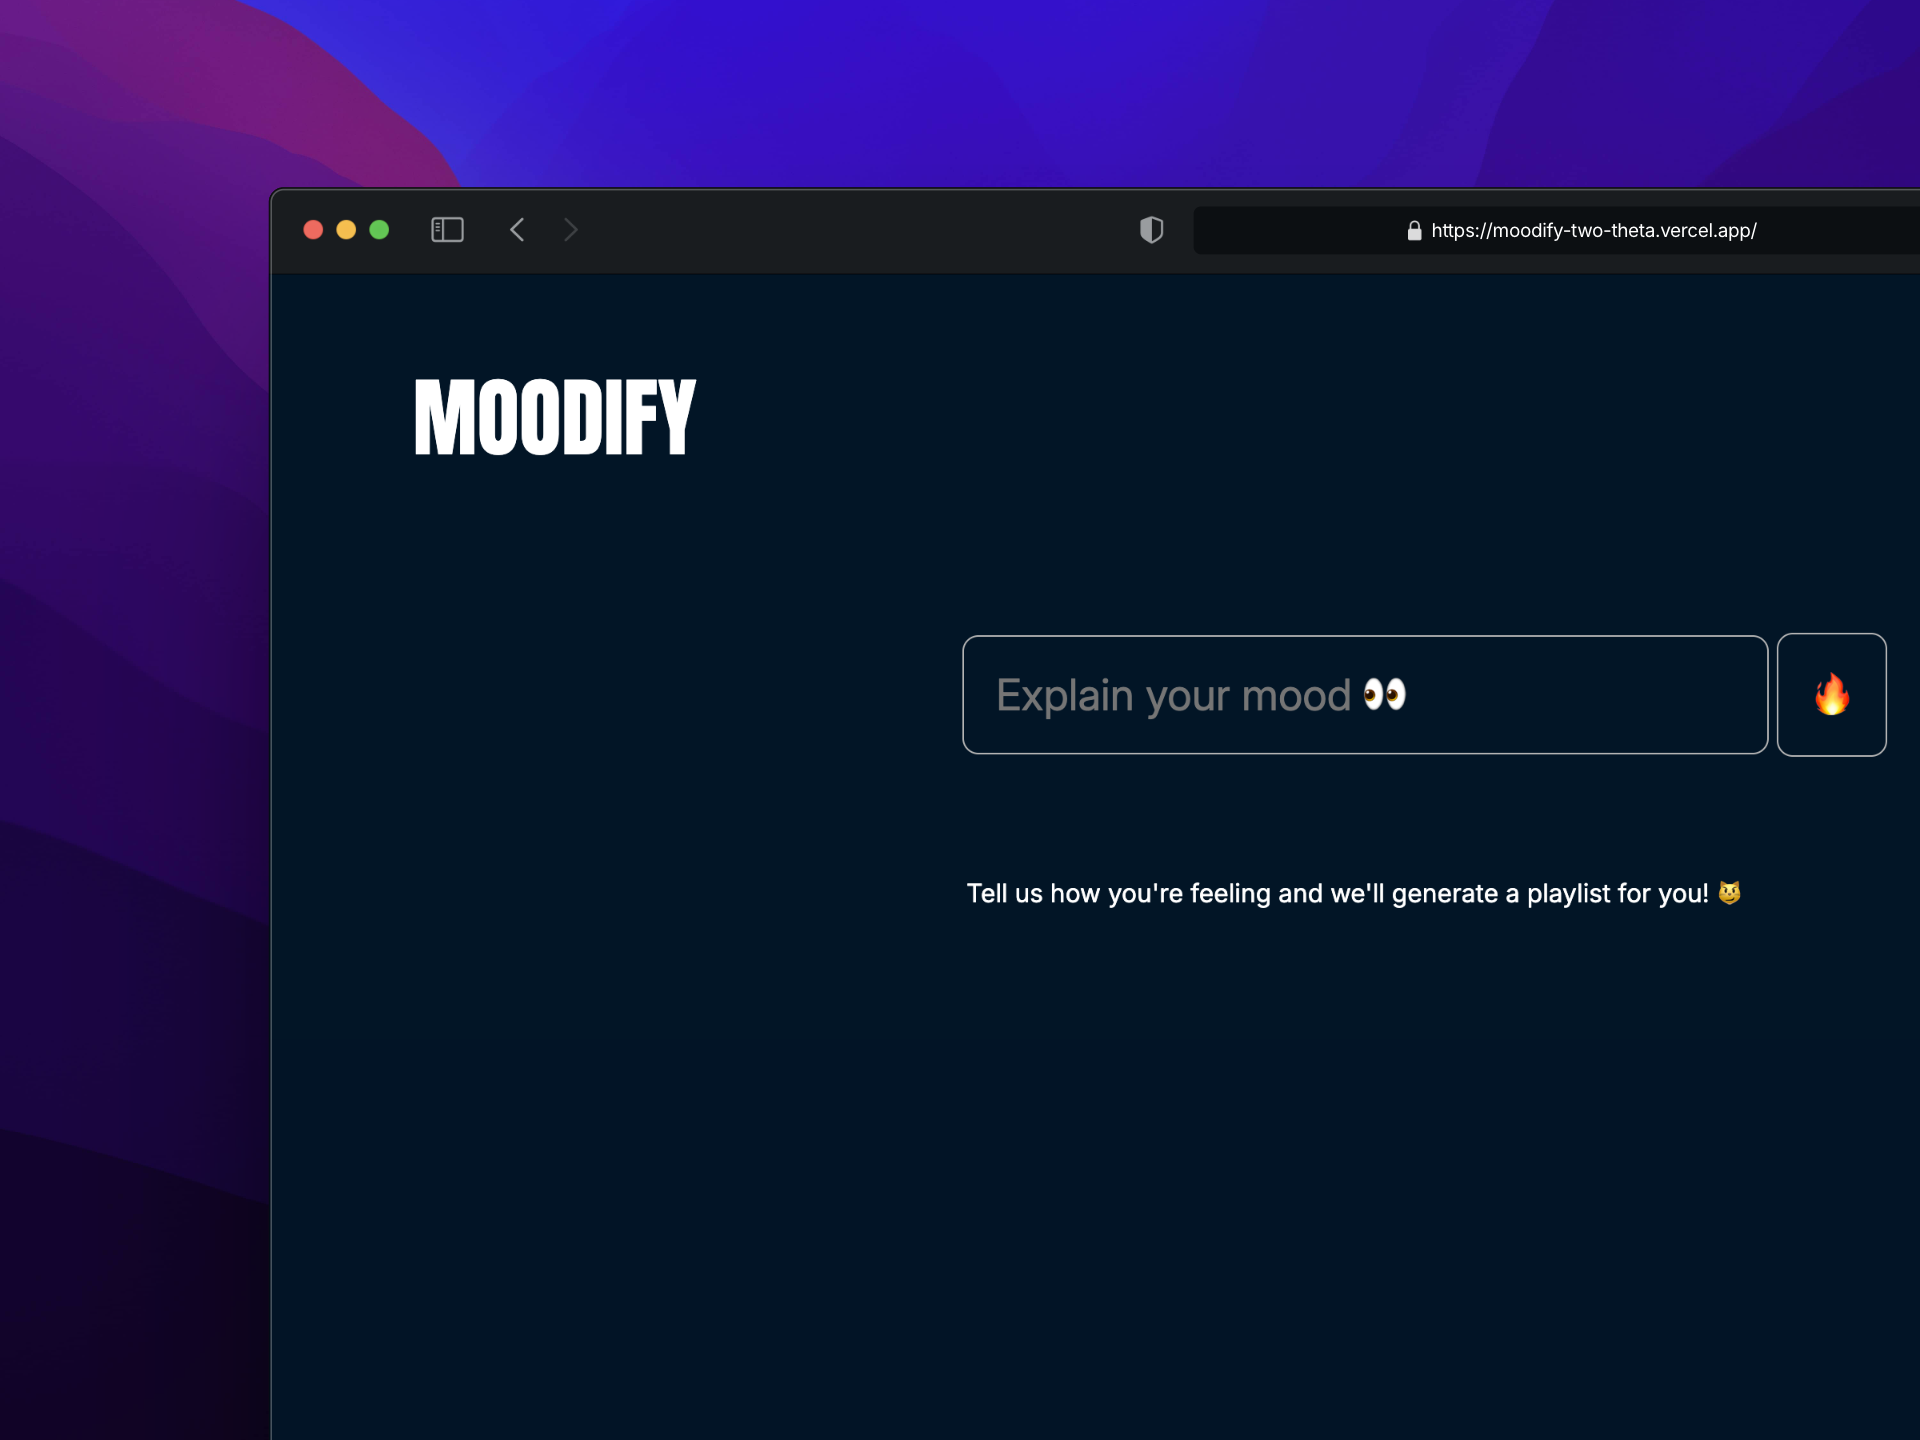 https://moodify-two-theta.vercel.app/
MOODIFY
Explain your mood 👀
🔥
Tell us how you're feeling and we'll generate a playlist for you! 😼